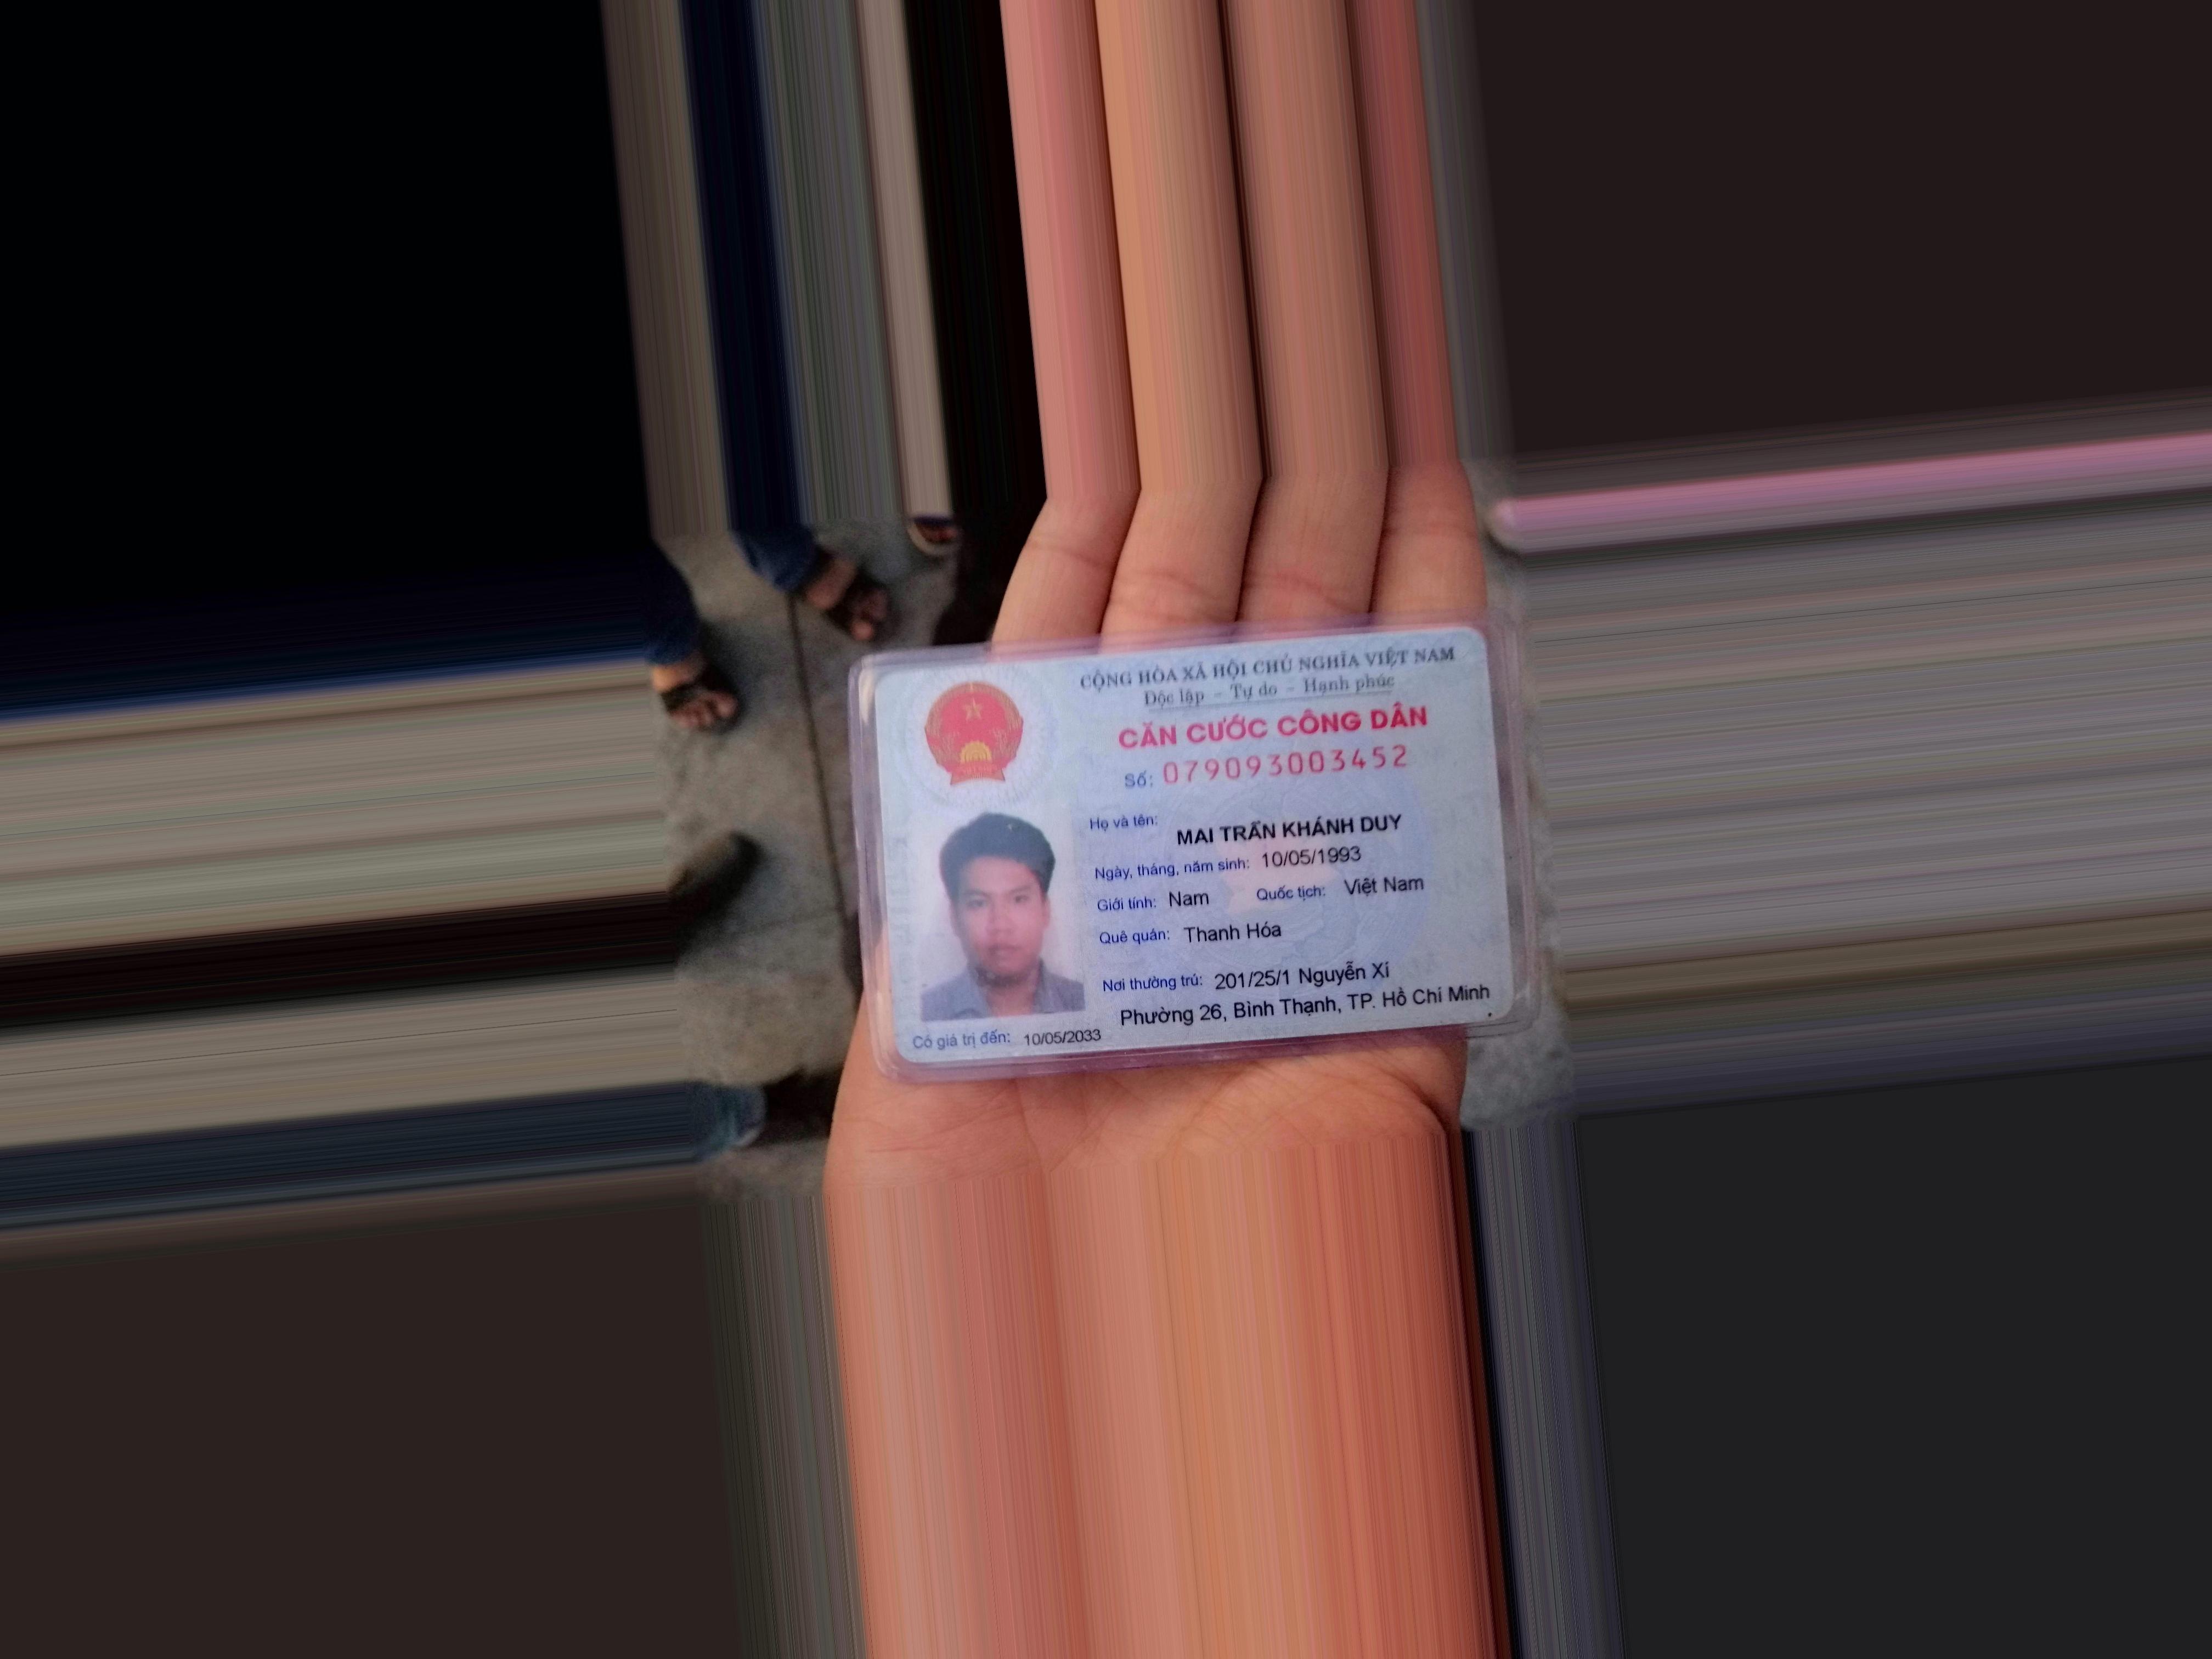 CỘNG HÒA XÃ HỘI CHỦ NGHĨA VIỆT NAM
Độc lập - Tự do - Hạnh phúc
CĂN CƯỚC CÔNG DÂN
Số: 079093003452
Họ và tên:
MAI TRẦN KHÁNH DUY
Ngày, tháng, năm sinh: 10/05/1993
Giới tính: Nam Quốc tịch: Việt Nam
Quê quán: Thanh Hóa
Nơi thường trú: 201/25/1 Nguyễn Xí
Phường 26, Bình Thạnh, TP. Hồ Chí Minh
Có giá trị đến: 10/05/2033